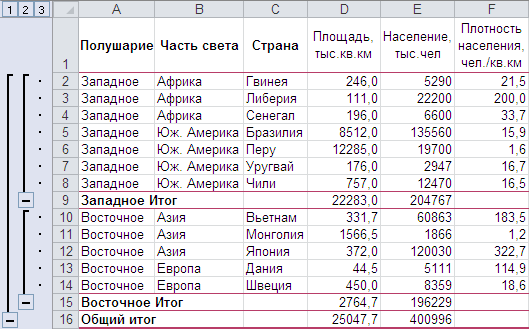 1 2 3
A B C D E F
1 Полушарие Часть света Страна Площадь, тыс.кв.км Население, тыс.чел Плотность населения, чел./кв.км
2 Западное Африка Гвинея 246,0 5290 21,5
3 Западное Африка Либерия 111,0 22200 200,0
4 Западное Африка Сенегал 196,0 6600 33,7
5 Западное Юж. Америка Бразилия 8512,0 135560 15,9
6 Западное Юж. Америка Перу 12285,0 19700 1,6
7 Западное Юж. Америка Уругвай 176,0 2947 16,7
8 Западное Юж. Америка Чили 757,0 12470 16,5
9 Западное Итог 22283,0 204767
10 Восточное Азия Вьетнам 331,7 60863 183,5
11 Восточное Азия Монголия 1566,5 1866 1,2
12 Восточное Азия Япония 372,0 120030 322,7
13 Восточное Европа Дания 44,5 5111 114,9
14 Восточное Европа Швеция 450,0 8359 18,6
15 Восточное Итог 2764,7 196229
16 Общий итог 25047,7 400996